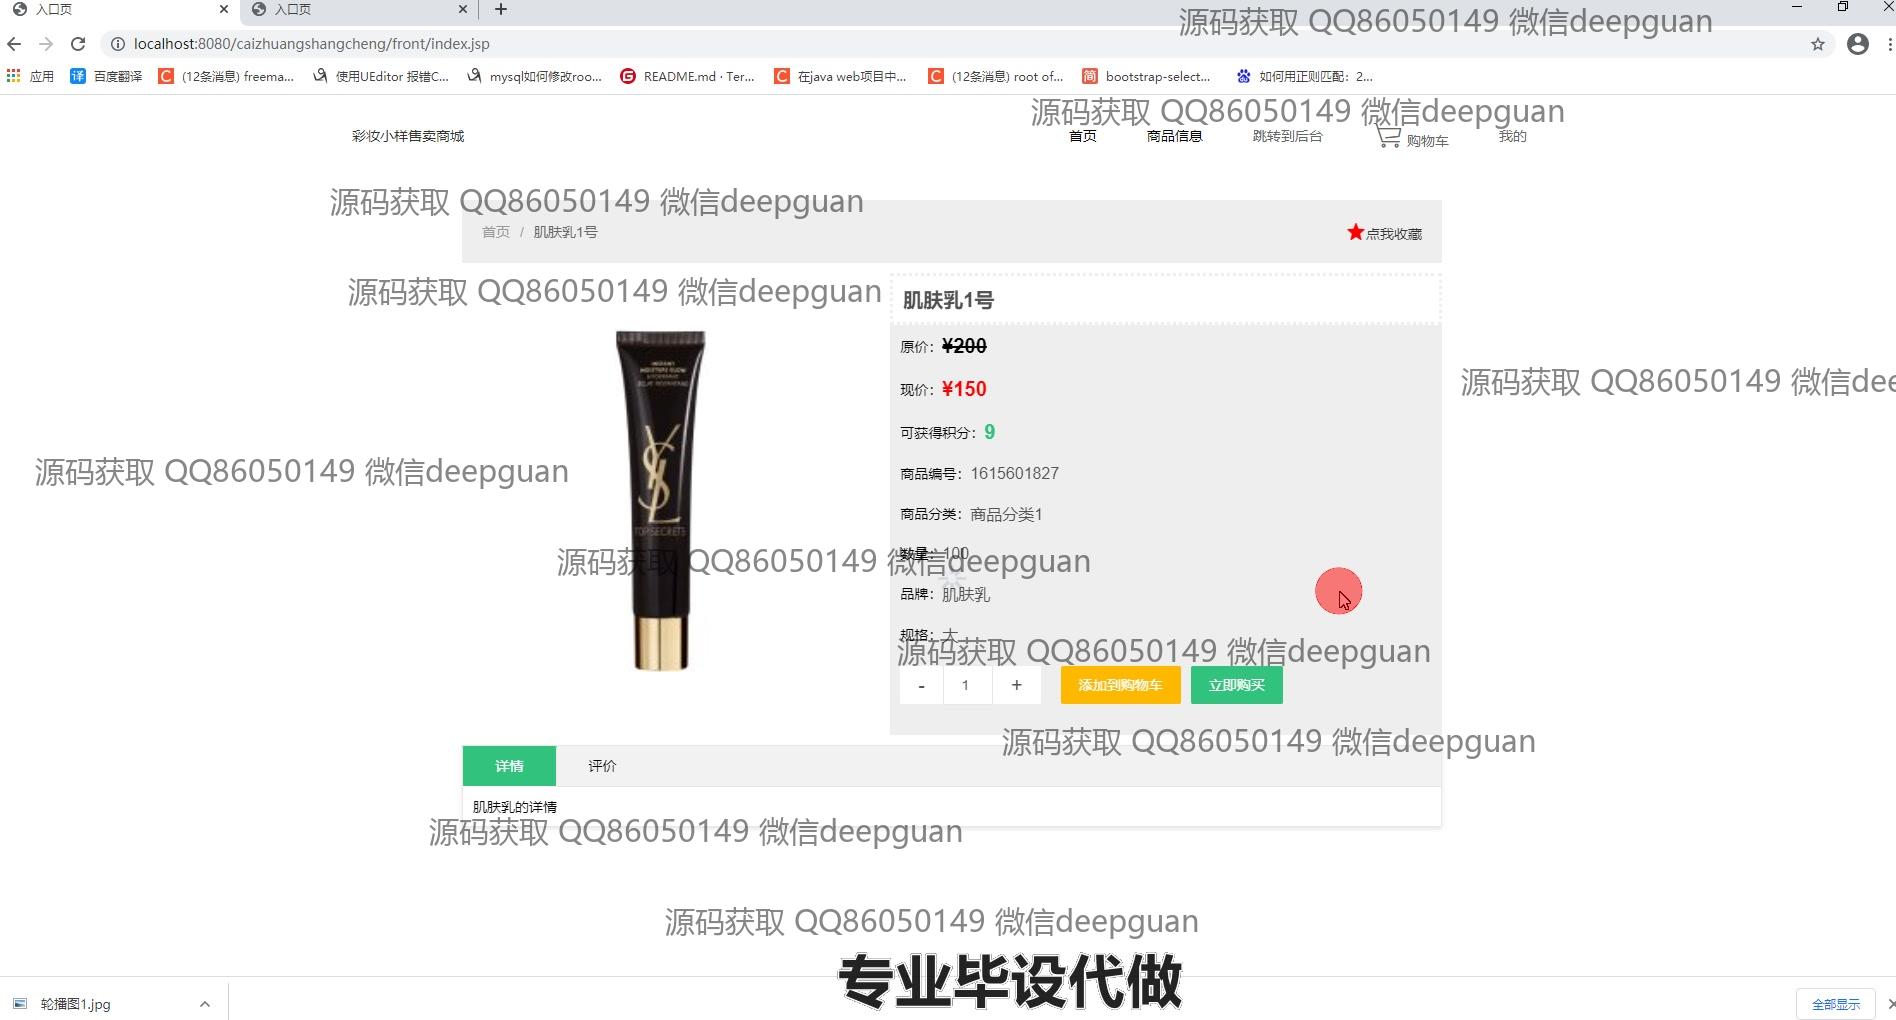 入口页
入口页
源码获取 QQ86050149 微信deepguan
localhost:8080/caizhuangshangcheng/front/index.jsp
应用 百度翻译 (12条消息) freema... 使用UEditor 报错C... mysql如何修改roo... README.md · Ter... 在java web项目中... (12条消息) root of... bootstrap-select... 如何用正则匹配：2...
源码获取 QQ86050149 微信deepguan
彩妆小样售卖商城 首页 商品信息 跳转到后台 购物车 我的
源码获取 QQ86050149 微信deepguan
首页 / 肌肤乳1号 点我收藏
源码获取 QQ86050149 微信deepguan
肌肤乳1号
原价：¥200
源码获取 QQ86050149 微信dee
现价：¥150
可获得积分：9
源码获取 QQ86050149 微信deepguan
商品编号：1615601827
商品分类：商品分类1
YSL
TOP SECRETS
数量：100
源码获取 QQ86050149 微信deepguan
品牌：肌肤乳
规格：大
源码获取 QQ86050149 微信deepguan
- 1 + 添加到购物车 立即购买
源码获取 QQ86050149 微信deepguan
详情 评价
肌肤乳的详情
源码获取 QQ86050149 微信deepguan
源码获取 QQ86050149 微信deepguan
专业毕设代做
轮播图1.jpg 全部显示